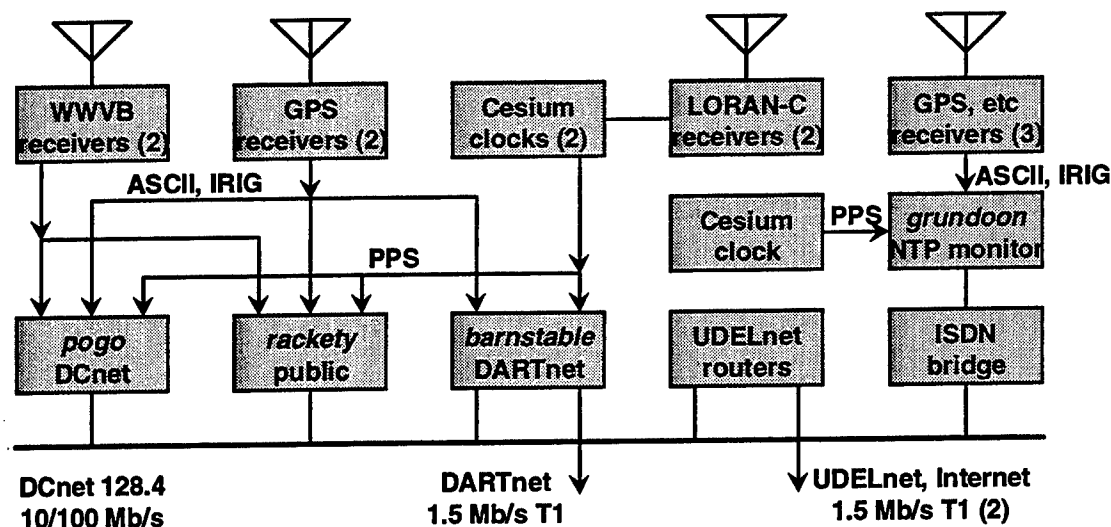 WWVB
receivers (2)
GPS
receivers (2)
Cesium
clocks (2)
LORAN-C
receivers (2)
GPS, etc
receivers (3)
ASCII, IRIG
ASCII, IRIG
Cesium
clock
PPS
grundoon
NTP monitor
PPS
pogo
DCnet
rackety
public
barnstable
DARTnet
UDELnet
routers
ISDN
bridge
DCnet 128.4
10/100 Mb/s
DARTnet
1.5 Mb/s T1
UDELnet, Internet
1.5 Mb/s T1 (2)